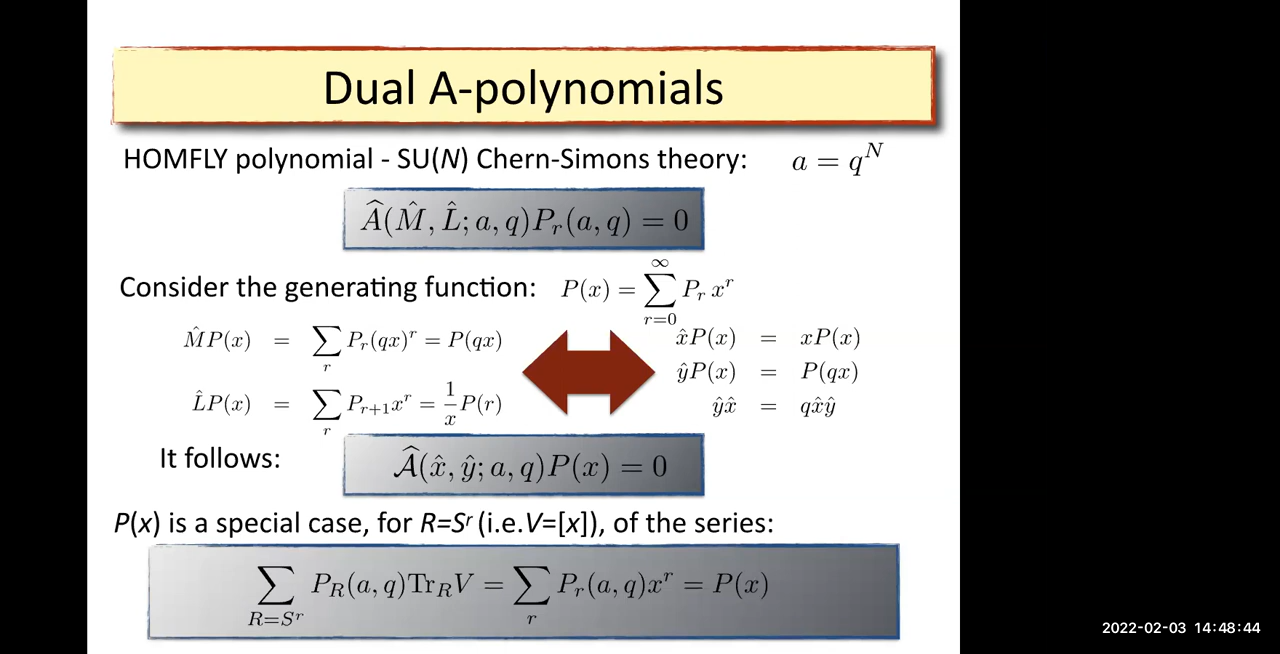 Dual A-polynomials
HOMFLY polynomial - SU(N) Chern-Simons theory: a = q^N
Â(M̂, L̂; a, q)P_r(a, q) = 0
Consider the generating function: P(x) = ∑_{r=0}^{∞} P_r x^r
M̂P(x) = ∑_r P_r(qx)^r = P(qx)
x̂P(x) = xP(x)
ŷP(x) = P(qx)
L̂P(x) = ∑_r P_{r+1}x^r = 1/x P(r)
ŷx̂ = qx̂ŷ
It follows: 𝒜̂(x̂, ŷ; a, q)P(x) = 0
P(x) is a special case, for R=S^r (i.e.V=[x]), of the series:
∑_{R=S^r} P_R(a, q)Tr_R V = ∑_r P_r(a, q)x^r = P(x)
2022-02-03 14:48:44